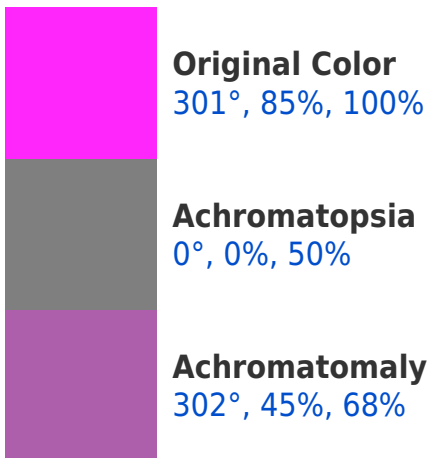 Original Color
301°, 85%, 100%
Achromatopsia
0°, 0%, 50%
Achromatomaly
302°, 45%, 68%